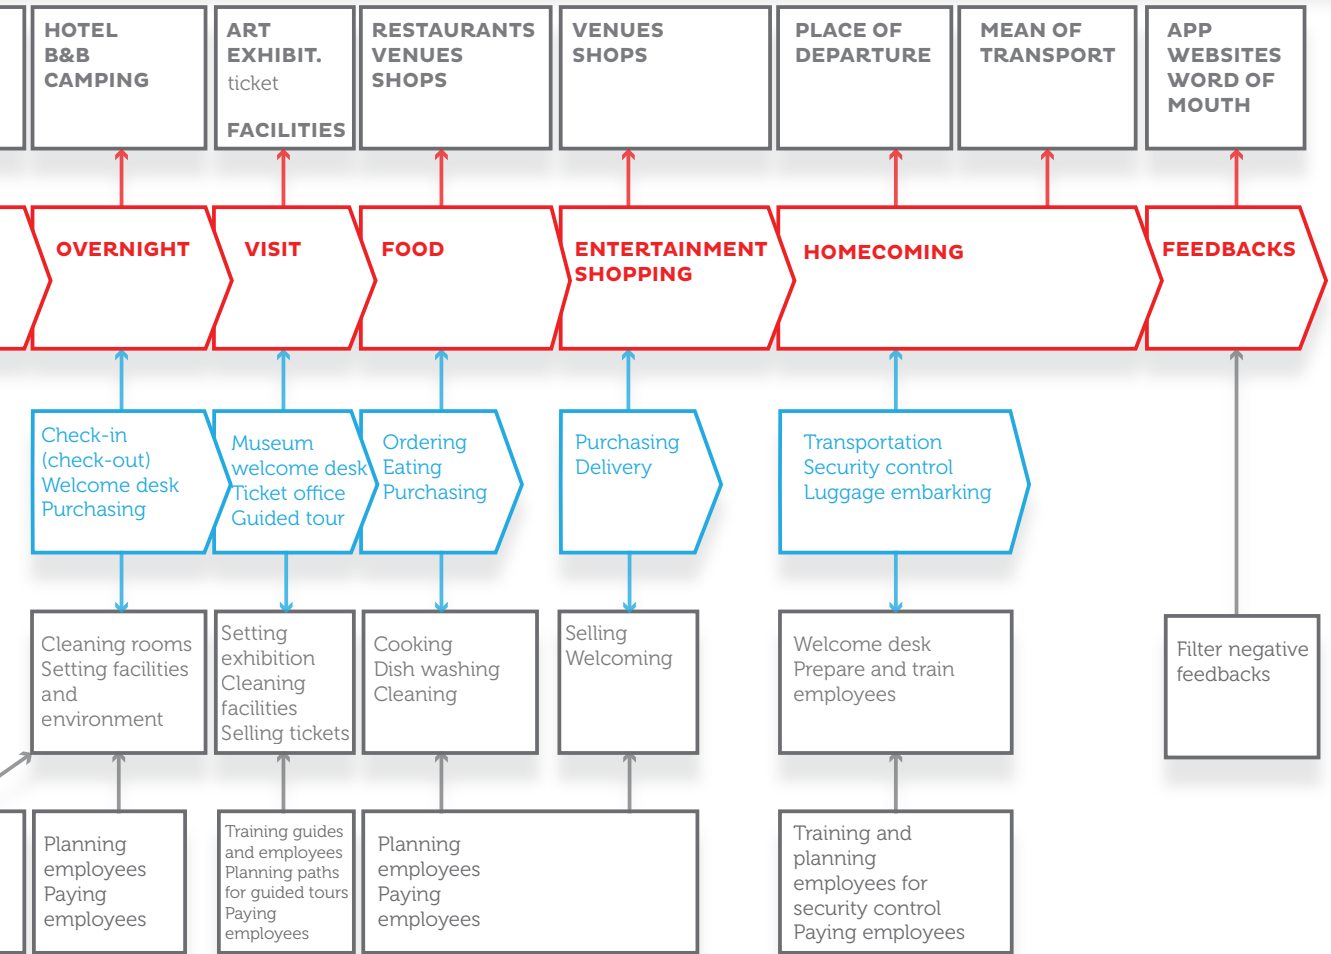 HOTEL
B&B
CAMPING
ART
EXHIBIT.
ticket
FACILITIES
RESTAURANTS
VENUES
SHOPS
VENUES
SHOPS
PLACE OF
DEPARTURE
MEAN OF
TRANSPORT
APP
WEBSITES
WORD OF
MOUTH
OVERNIGHT
VISIT
FOOD
ENTERTAINMENT
SHOPPING
HOMECOMING
FEEDBACKS
Check-in
(check-out)
Welcome desk
Purchasing
Museum
welcome desk
Ticket office
Guided tour
Ordering
Eating
Purchasing
Purchasing
Delivery
Transportation
Security control
Luggage embarking
Cleaning rooms
Setting facilities
and
environment
Setting
exhibition
Cleaning
facilities
Selling tickets
Cooking
Dish washing
Cleaning
Selling
Welcoming
Welcome desk
Prepare and train
employees
Filter negative
feedbacks
Planning
employees
Paying
employees
Training guides
and employees
Planning paths
for guided tours
Paying
employees
Planning
employees
Paying
employees
Training and
planning
employees for
security control
Paying employees